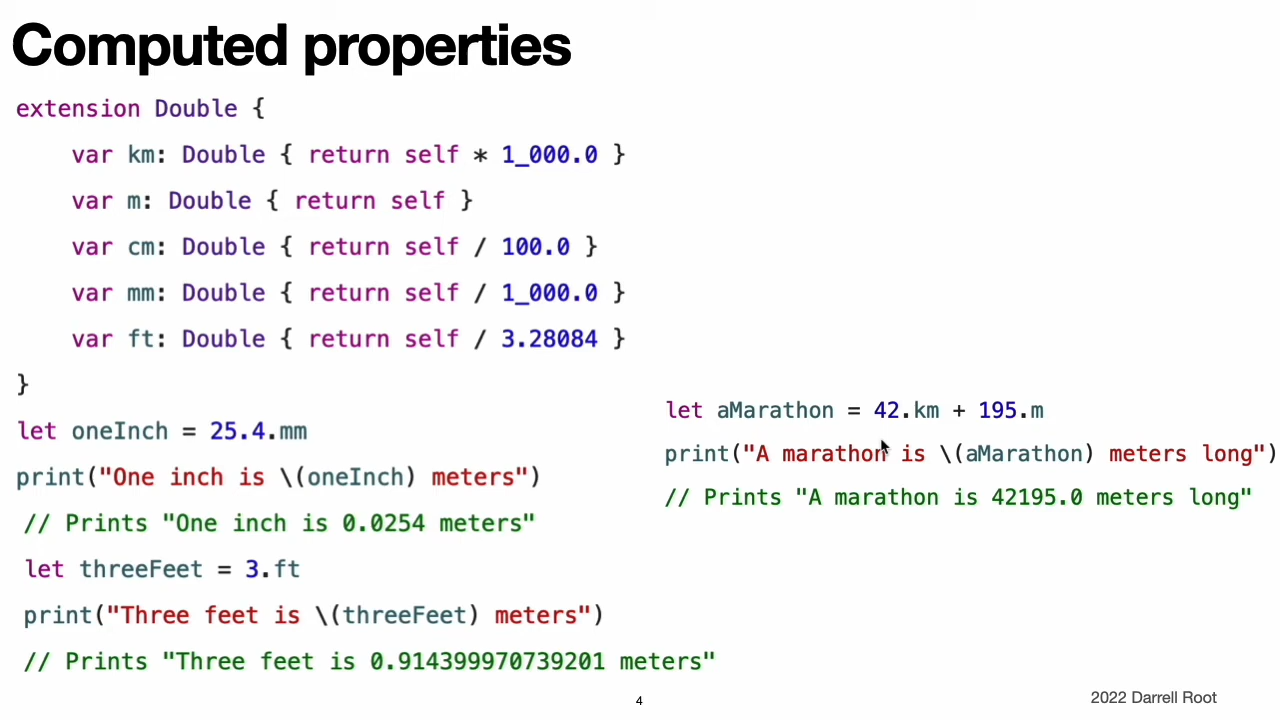 Computed properties
extension Double {
    var km: Double { return self * 1_000.0 }
    var m: Double { return self }
    var cm: Double { return self / 100.0 }
    var mm: Double { return self / 1_000.0 }
    var ft: Double { return self / 3.28084 }
}
let oneInch = 25.4.mm
print("One inch is \(oneInch) meters")
// Prints "One inch is 0.0254 meters"
let threeFeet = 3.ft
print("Three feet is \(threeFeet) meters")
// Prints "Three feet is 0.914399970739201 meters"
let aMarathon = 42.km + 195.m
print("A marathon is \(aMarathon) meters long")
// Prints "A marathon is 42195.0 meters long"
4
2022 Darrell Root